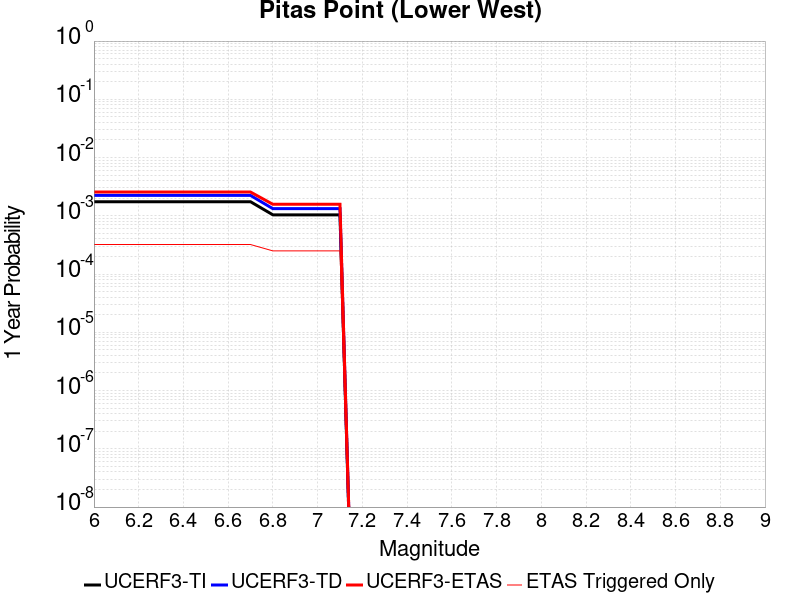 Pitas Point (Lower West)
10^0
10^-1
10^-2
10^-3
10^-4
10^-5
10^-6
10^-7
10^-8
1 Year Probability
6 6.2 6.4 6.6 6.8 7 7.2 7.4 7.6 7.8 8 8.2 8.4 8.6 8.8 9
Magnitude
UCERF3-TI UCERF3-TD UCERF3-ETAS ETAS Triggered Only